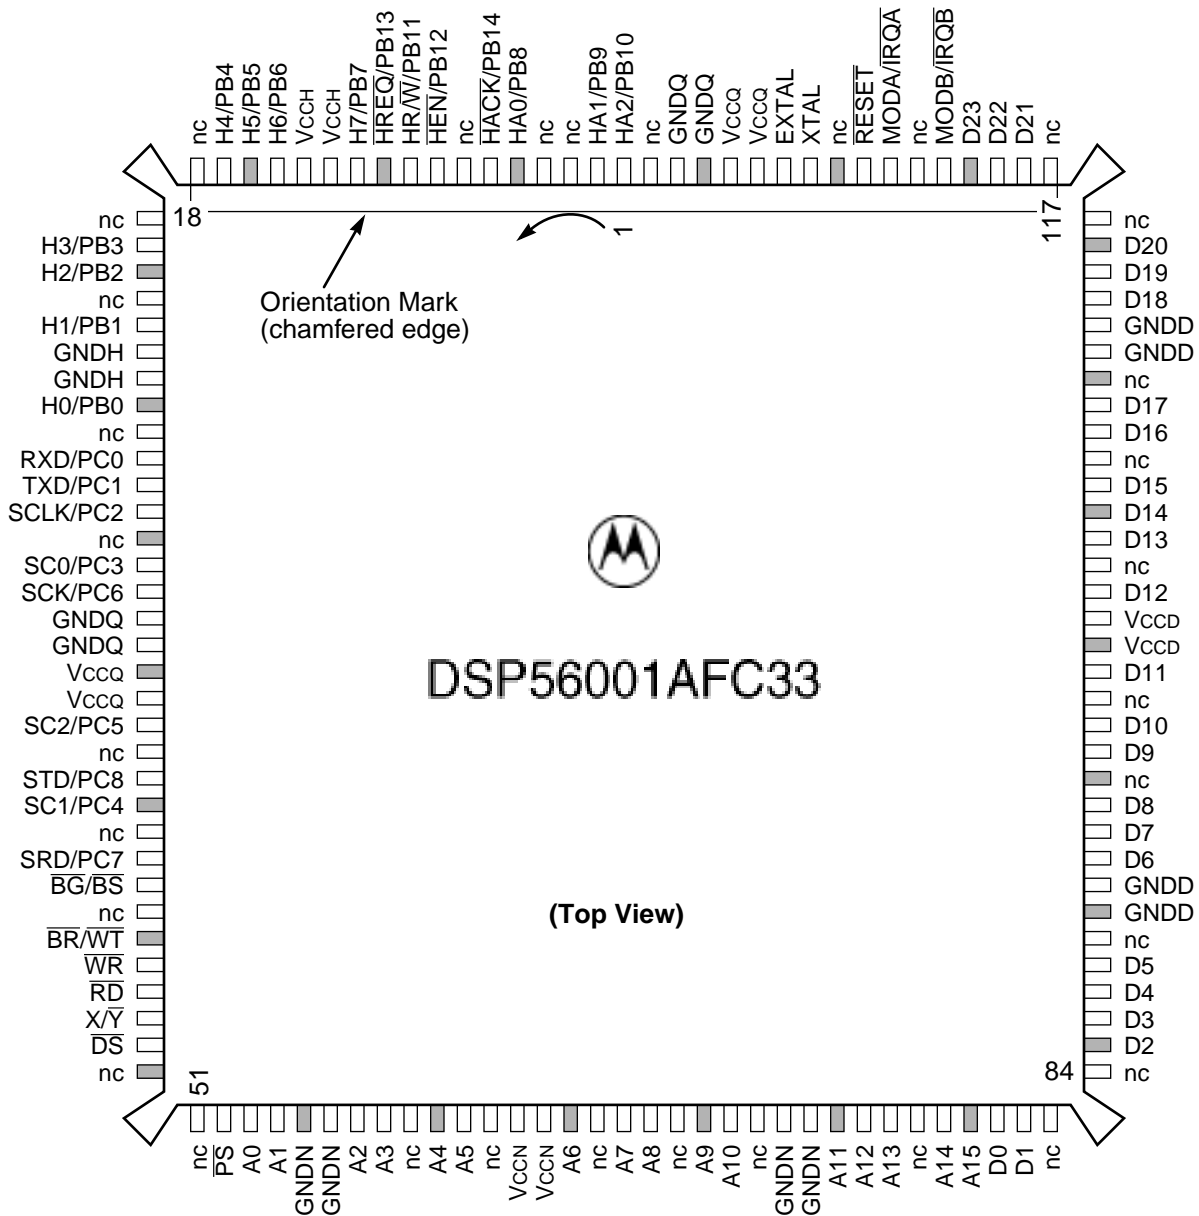 nc
H4/PB4
H5/PB5
H6/PB6
VCCH
VCCH
H7/PB7
HREQ/PB13
HR/W/PB11
HEN/PB12
nc
HACK/PB14
HA0/PB8
nc
nc
HA1/PB9
HA2/PB10
nc
GNDQ
GNDQ
VCCQ
VCCQ
EXTAL
XTAL
nc
RESET
MODA/IRQA
nc
MODB/IRQB
D23
D22
D21
nc
18
1
117
Orientation Mark
(chamfered edge)
nc
H3/PB3
H2/PB2
nc
H1/PB1
GNDH
GNDH
H0/PB0
nc
RXD/PC0
TXD/PC1
SCLK/PC2
nc
SC0/PC3
SCK/PC6
GNDQ
GNDQ
VCCQ
VCCQ
SC2/PC5
nc
STD/PC8
SC1/PC4
nc
SRD/PC7
BG/BS
nc
BR/WT
WR
RD
X/Y
DS
nc
DSP56001AFC33
(Top View)
nc
D20
D19
D18
GNDD
GNDD
nc
D17
D16
nc
D15
D14
D13
nc
D12
VCCD
VCCD
D11
nc
D10
D9
nc
D8
D7
D6
GNDD
GNDD
nc
D5
D4
D3
D2
nc
51
84
nc
PS
A0
A1
GNDN
GNDN
A2
A3
nc
A4
A5
nc
VCCN
VCCN
A6
nc
A7
A8
nc
A9
A10
nc
GNDN
GNDN
A11
A12
A13
nc
A14
A15
D0
D1
nc